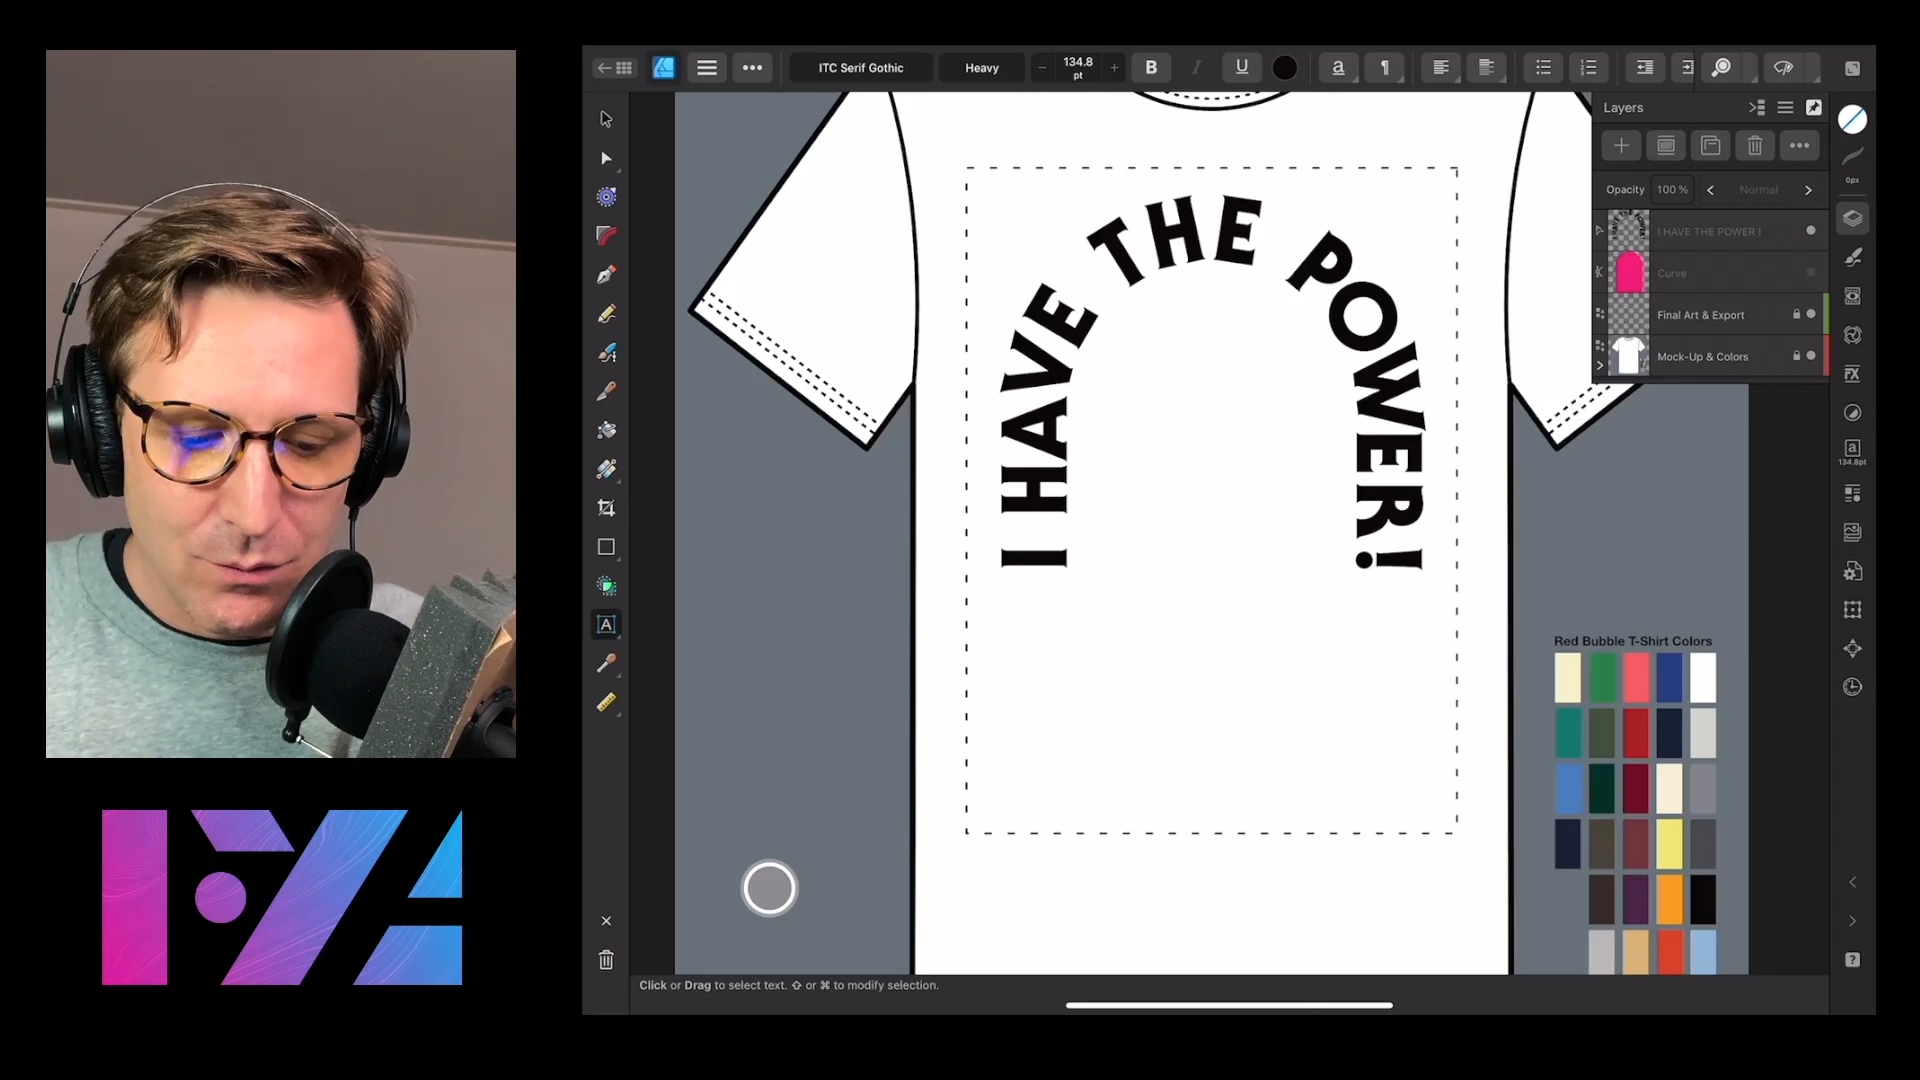 ITC Serif Gothic
Heavy
134.8 pt
B
I
U
a
Layers
Opacity 100 % Normal
I HAVE THE POWER !
Curve
Final Art & Export
Mock-Up & Colors
0px
FX
a
134.8pt
A
I HAVE THE POWER!
Red Bubble T-Shirt Colors
Click or Drag to select text. ⇧ or ⌘ to modify selection.
?